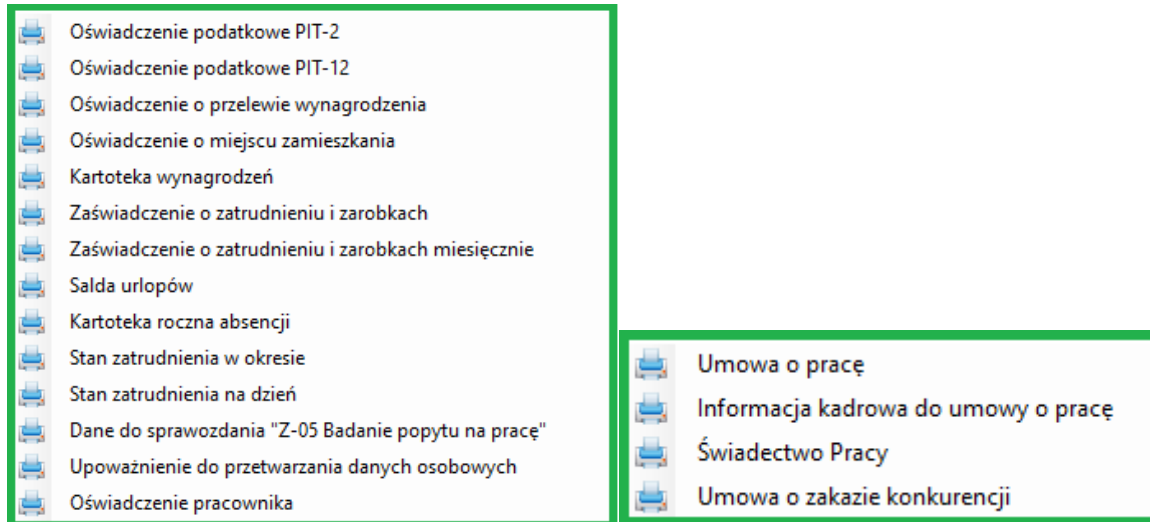 Oświadczenie podatkowe PIT-2
Oświadczenie podatkowe PIT-12
Oświadczenie o przelewie wynagrodzenia
Oświadczenie o miejscu zamieszkania
Kartoteka wynagrodzeń
Zaświadczenie o zatrudnieniu i zarobkach
Zaświadczenie o zatrudnieniu i zarobkach miesięcznie
Salda urlopów
Kartoteka roczna absencji
Stan zatrudnienia w okresie
Stan zatrudnienia na dzień
Dane do sprawozdania "Z-05 Badanie popytu na pracę"
Upoważnienie do przetwarzania danych osobowych
Oświadczenie pracownika
Umowa o pracę
Informacja kadrowa do umowy o pracę
Świadectwo Pracy
Umowa o zakazie konkurencji